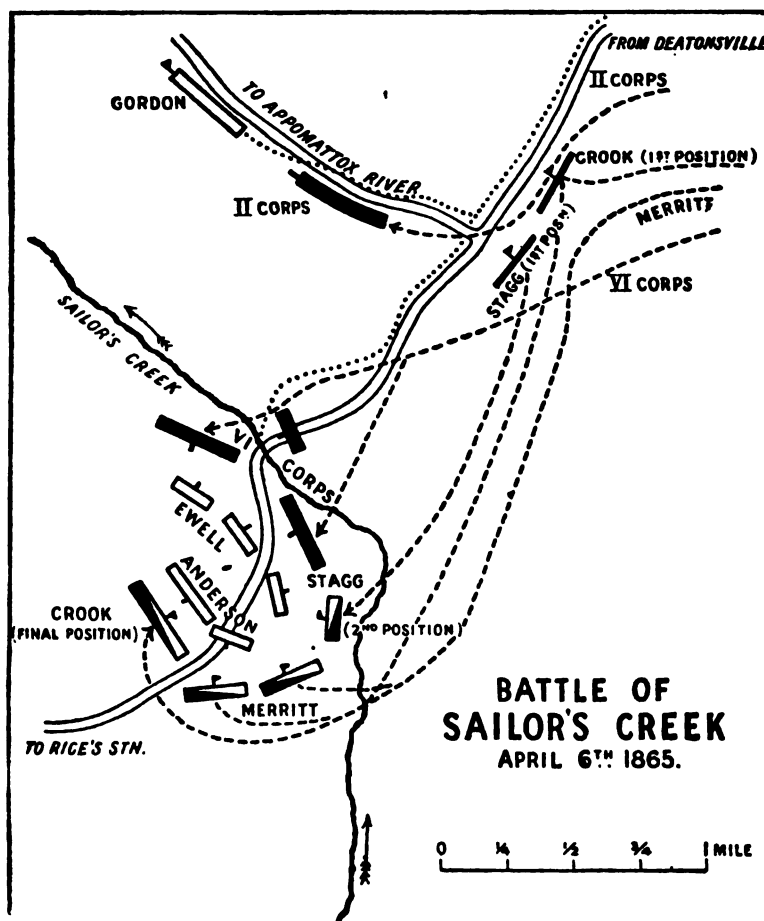 FROM DEATONSVILLE
II CORPS
TO APPOMATTOX RIVER
GORDON
CROOK (1ST POSITION)
II CORPS
MERRITT
STAGG (1ST POSN)
VI CORPS
SAILOR'S CREEK
VI CORPS
EWELL
ANDERSON
STAGG
(2ND POSITION)
CROOK
(FINAL POSITION)
MERRITT
TO RICE'S STN.
BATTLE OF
SAILOR'S CREEK
APRIL 6TH 1865.
0 ¼ ½ ¾ 1 MILE